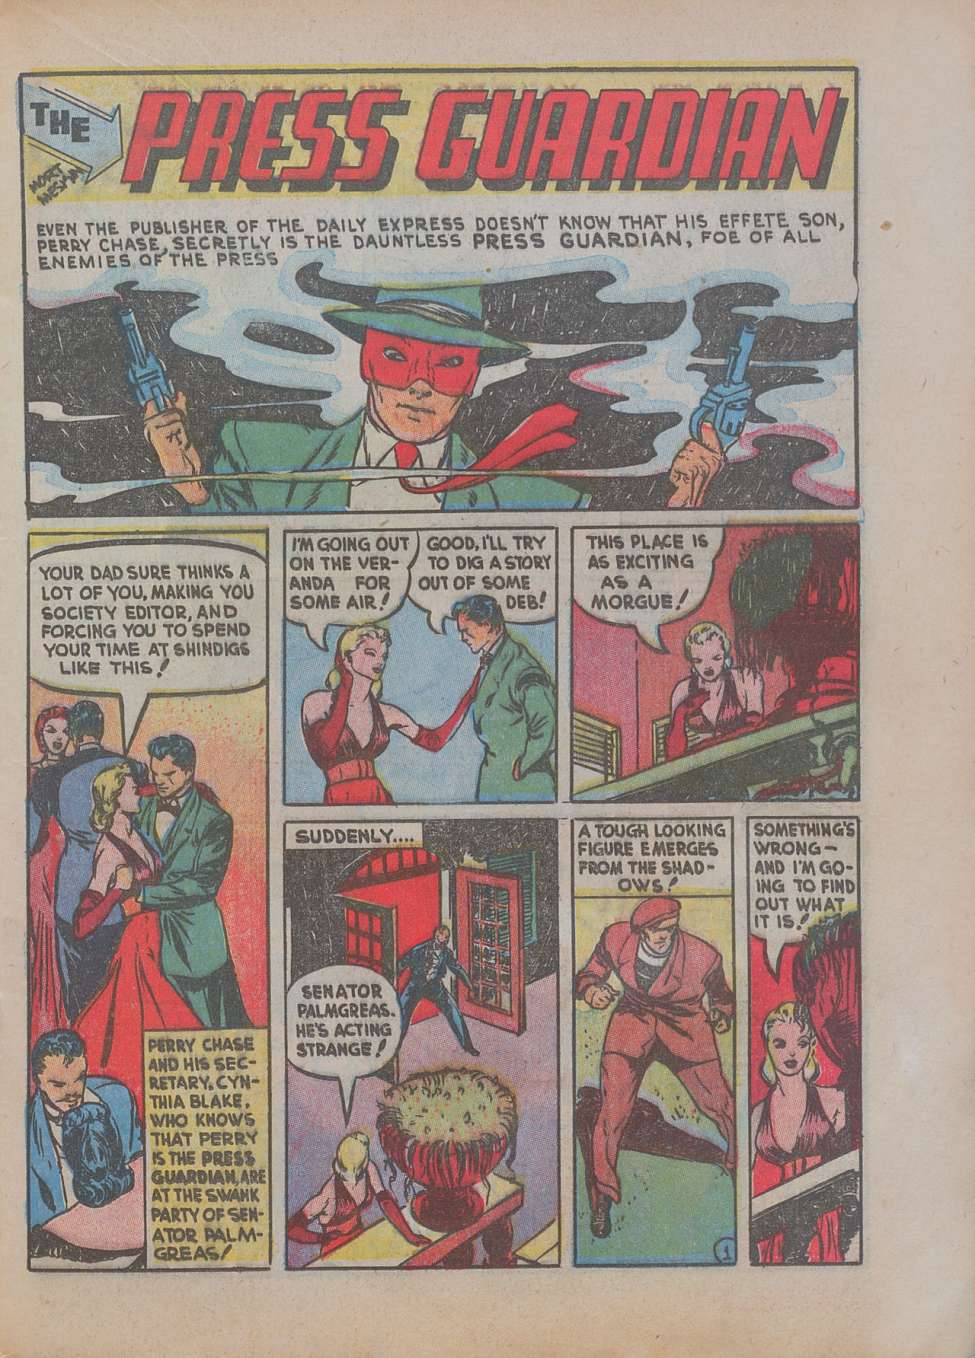 THE
PRESS GUARDIAN
MORT
MESKIN
EVEN THE PUBLISHER OF THE DAILY EXPRESS DOESN'T KNOW THAT HIS EFFETE SON,
PERRY CHASE, SECRETLY IS THE DAUNTLESS PRESS GUARDIAN, FOE OF ALL
ENEMIES OF THE PRESS
YOUR DAD SURE THINKS A
LOT OF YOU, MAKING YOU
SOCIETY EDITOR, AND
FORCING YOU TO SPEND
YOUR TIME AT SHINDIGS
LIKE THIS!
PERRY CHASE
AND HIS SEC-
RETARY, CYN-
THIA BLAKE,
WHO KNOWS
THAT PERRY
IS THE PRESS
GUARDIAN, ARE
AT THE SWANK
PARTY OF SEN-
ATOR PALM-
GREAS!
I'M GOING OUT
ON THE VER-
ANDA FOR
SOME AIR!
GOOD, I'LL TRY
TO DIG A STORY
OUT OF SOME
DEB!
THIS PLACE IS
AS EXCITING
AS A
MORGUE!
SUDDENLY....
SENATOR
PALMGREAS.
HE'S ACTING
STRANGE!
A TOUGH LOOKING
FIGURE EMERGES
FROM THE SHAD-
OWS!
1
SOMETHING'S
WRONG—
AND I'M GO-
ING TO FIND
OUT WHAT
IT IS!